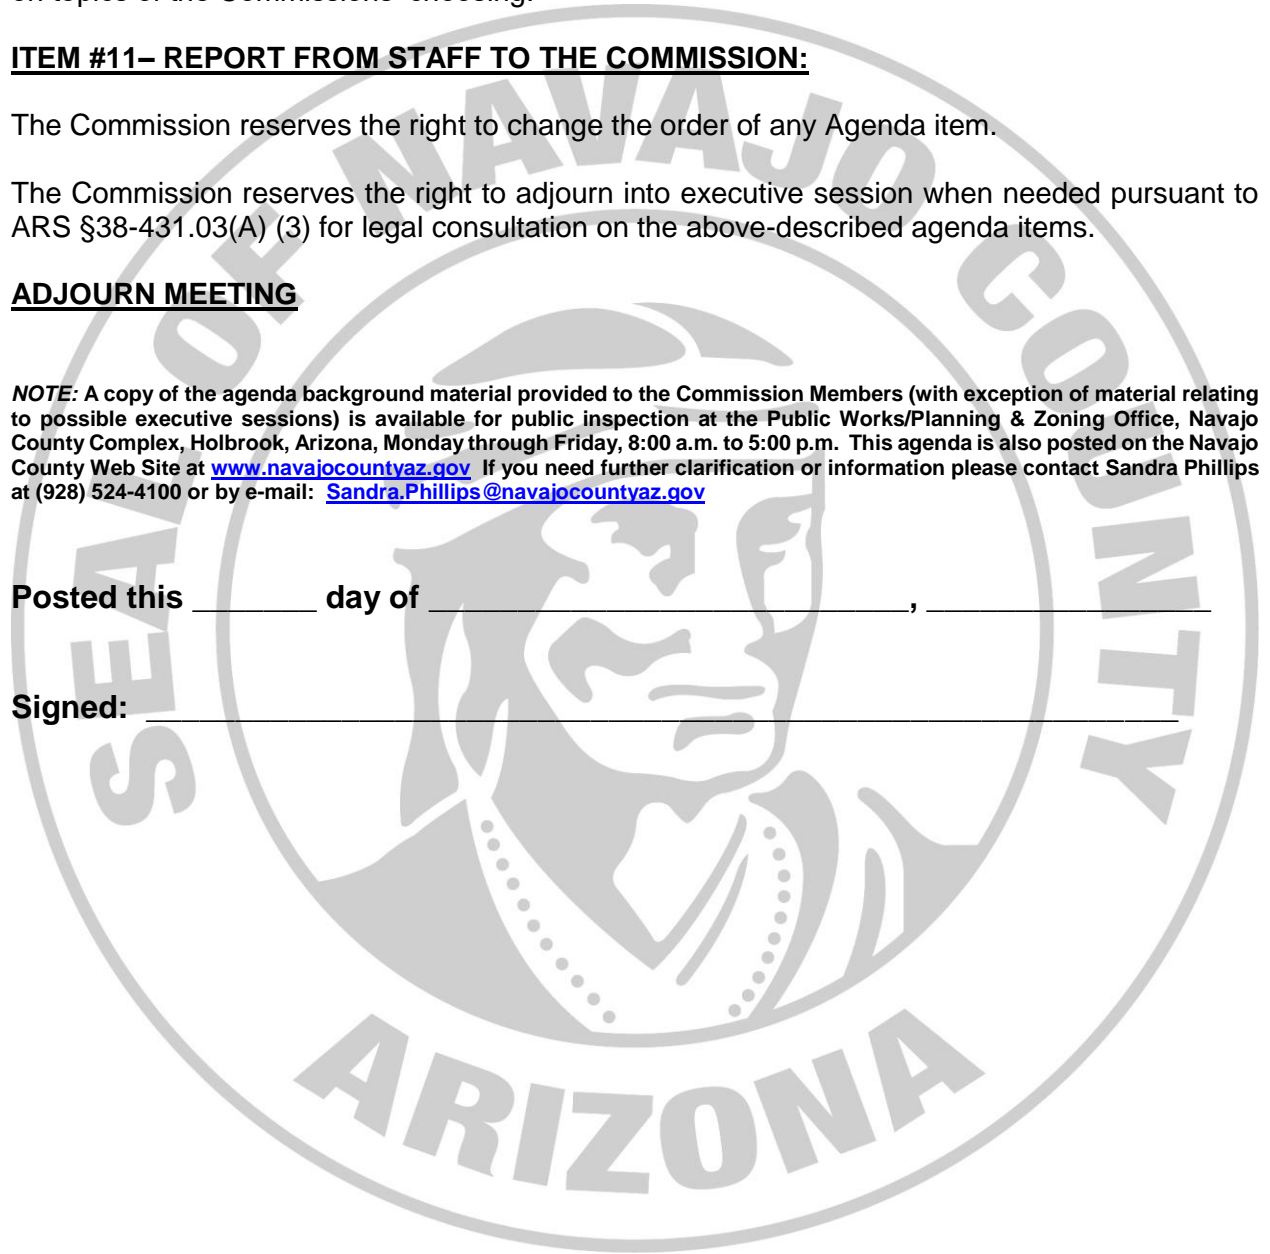 on topics of the Commissions' choosing.
ITEM #11– REPORT FROM STAFF TO THE COMMISSION:
The Commission reserves the right to change the order of any Agenda item.
The Commission reserves the right to adjourn into executive session when needed pursuant to
ARS §38-431.03(A) (3) for legal consultation on the above-described agenda items.
ADJOURN MEETING
NOTE: A copy of the agenda background material provided to the Commission Members (with exception of material relating
to possible executive sessions) is available for public inspection at the Public Works/Planning & Zoning Office, Navajo
County Complex, Holbrook, Arizona, Monday through Friday, 8:00 a.m. to 5:00 p.m. This agenda is also posted on the Navajo
County Web Site at www.navajocountyaz.gov If you need further clarification or information please contact Sandra Phillips
at (928) 524-4100 or by e-mail: Sandra.Phillips@navajocountyaz.gov
Posted this _______ day of ___________________________, ________________
Signed: __________________________________________________________
SEAL OF NAVAJO COUNTY
ARIZONA